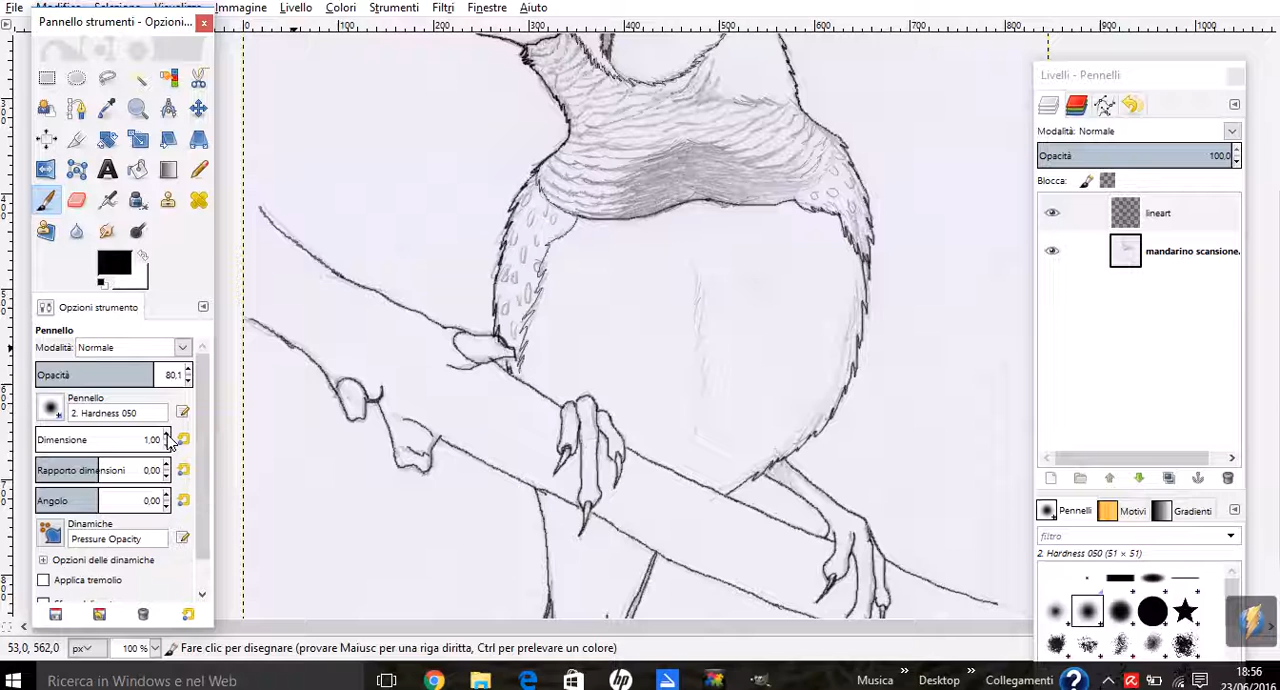 File Modifica Selezione Visualizza Immagine Livello Colori Strumenti Filtri Finestre Aiuto
Pannello strumenti - Opzioni...
100 200 300 400 500 600 700 800 900 1000
Livelli - Pennelli
Modalità: Normale
Opacità 100,0
Blocca:
lineart
mandarino scansione.
Opzioni strumento
Pennello
Modalità: Normale
Opacità 80,1
Pennello
2. Hardness 050
Dimensione 1,00
Rapporto dimensioni 0,00
Angolo 0,00
Dinamiche
Pressure Opacity
Opzioni delle dinamiche
Applica tremolio
Pennelli Motivi Gradienti
filtro
2. Hardness 050 (51 × 51)
53,0, 562,0 px 100 % Fare clic per disegnare (provare Maiusc per una riga diritta, Ctrl per prelevare un colore)
Ricerca in Windows e nel Web
hp
Musica » Desktop » Collegamenti
18:56
23/06/2016